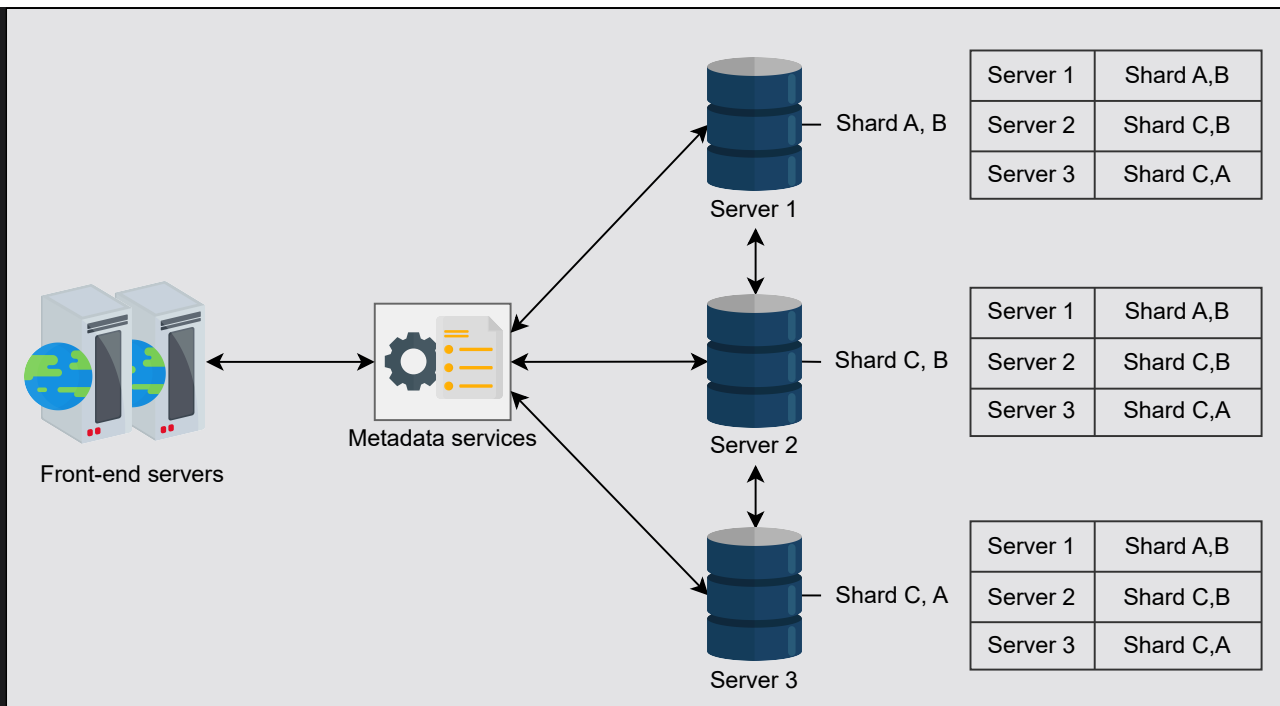 Server 1 Shard A,B
Server 2 Shard C,B
Server 3 Shard C,A
Shard A, B
Server 1
Server 1 Shard A,B
Server 2 Shard C,B
Server 3 Shard C,A
Shard C, B
Server 2
Metadata services
Front-end servers
Server 1 Shard A,B
Server 2 Shard C,B
Server 3 Shard C,A
Shard C, A
Server 3